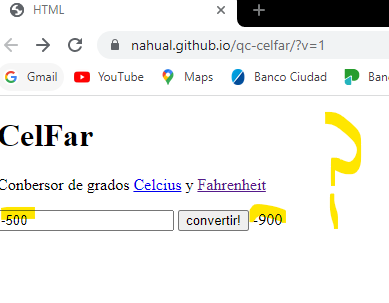 HTML
nahual.github.io/qc-celfar/?v=1
Gmail YouTube Maps Banco Ciudad Banc
CelFar
Conbersor de grados Celcius y Fahrenheit
-500 convertir! -900
?